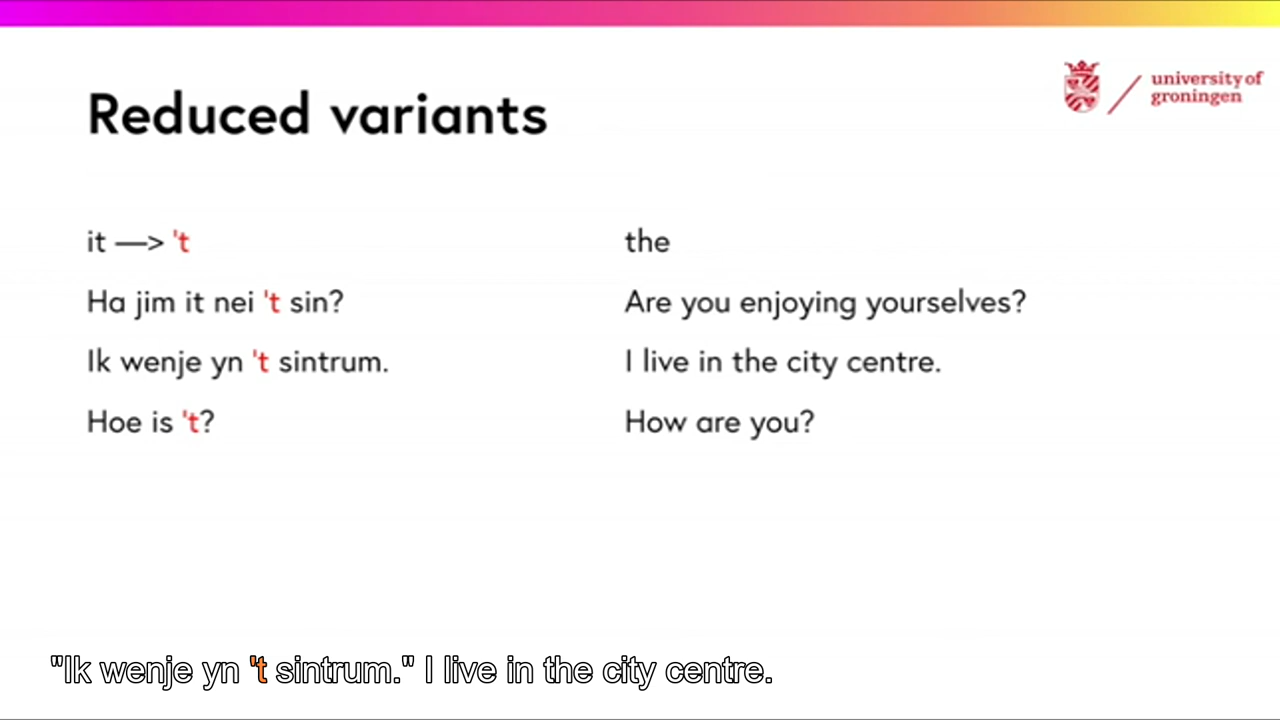 university of
groningen
Reduced variants
it —> 't
the
Ha jim it nei 't sin?
Are you enjoying yourselves?
Ik wenje yn 't sintrum.
I live in the city centre.
Hoe is 't?
How are you?
"Ik wenje yn 't sintrum." I live in the city centre.